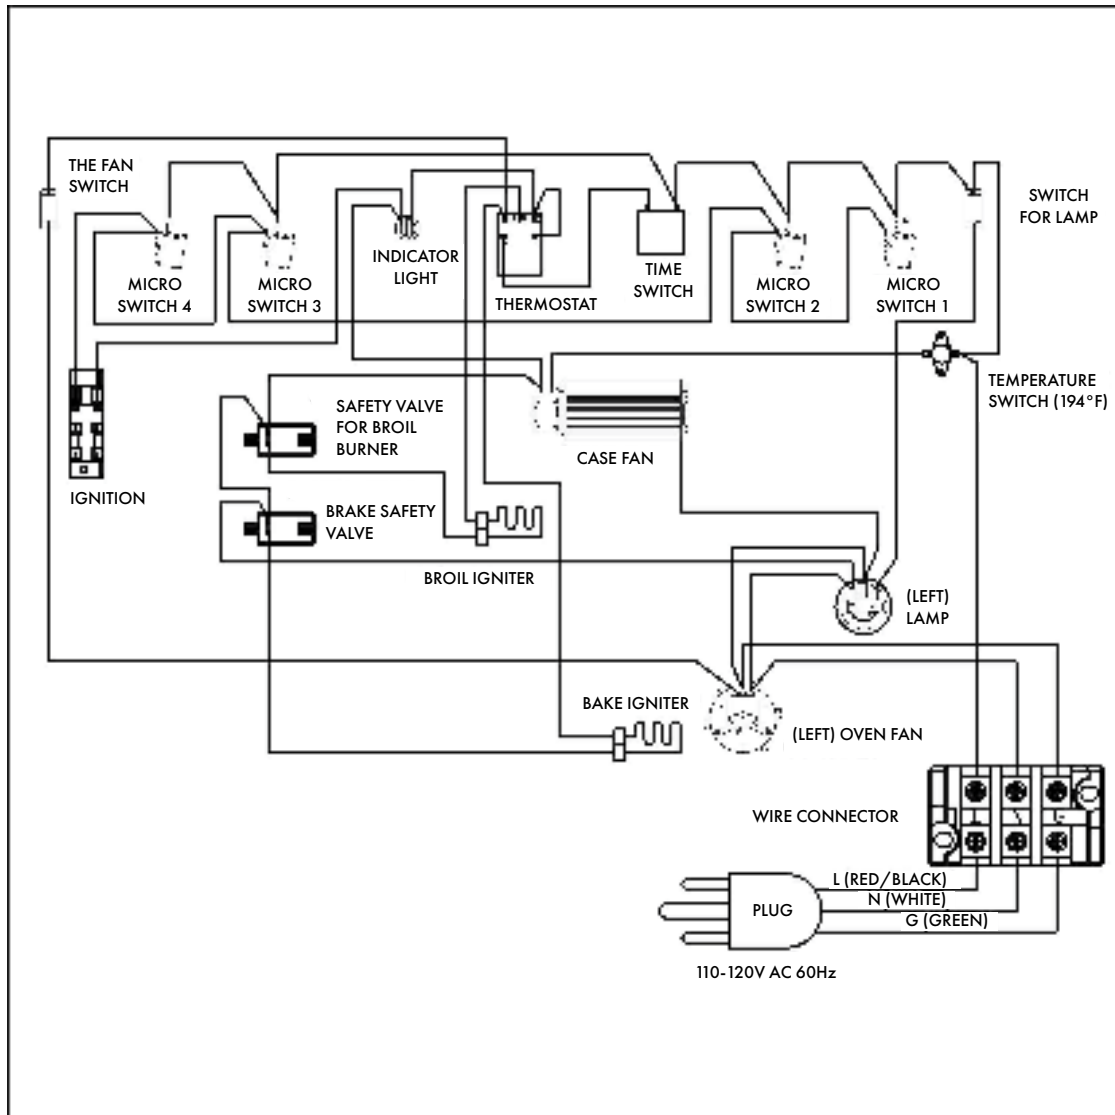 THE FAN
SWITCH
SWITCH
FOR LAMP
INDICATOR
LIGHT
TIME
SWITCH
MICRO
SWITCH 4
MICRO
SWITCH 3
THERMOSTAT
MICRO
SWITCH 2
MICRO
SWITCH 1
TEMPERATURE
SWITCH (194°F)
SAFETY VALVE
FOR BROIL
BURNER
CASE FAN
IGNITION
BRAKE SAFETY
VALVE
BROIL IGNITER
(LEFT)
LAMP
BAKE IGNITER
(LEFT) OVEN FAN
WIRE CONNECTOR
L (RED/BLACK)
N (WHITE)
G (GREEN)
PLUG
110-120V AC 60Hz